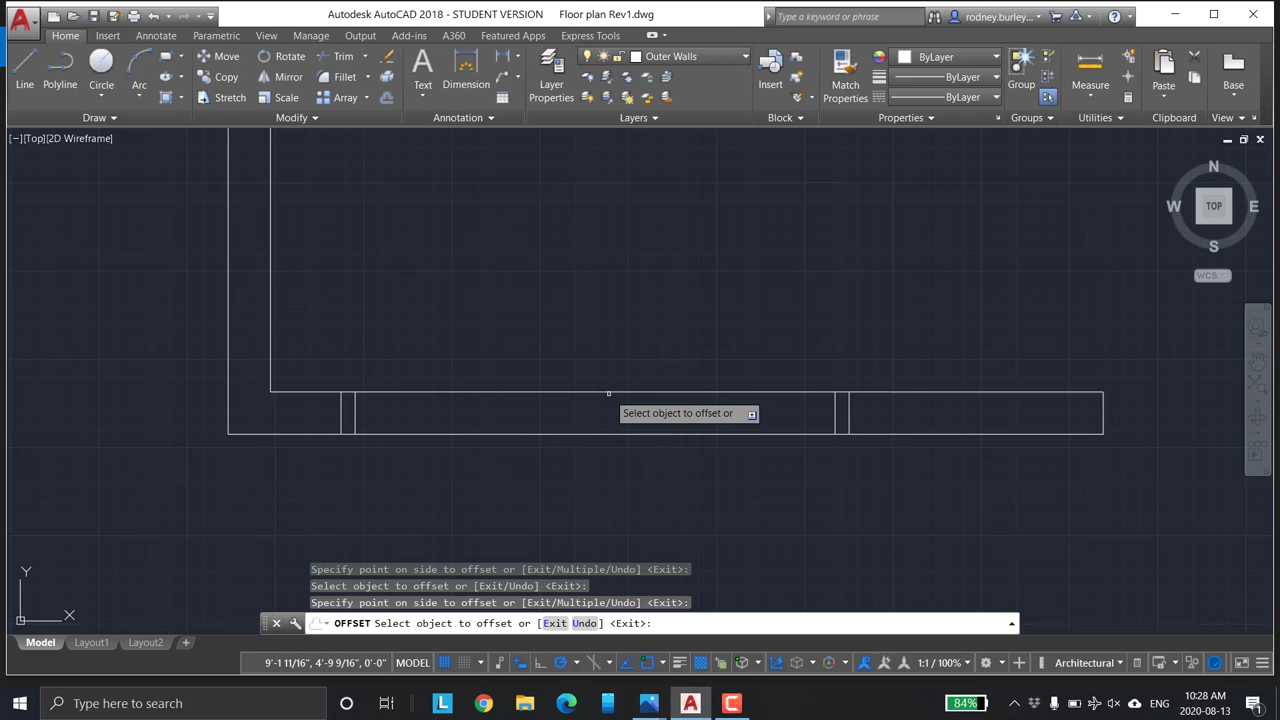 Autodesk AutoCAD 2018 - STUDENT VERSION Floor plan Rev1.dwg
Type a keyword or phrase
rodney.burley...
Home Insert Annotate Parametric View Manage Output Add-ins A360 Featured Apps Express Tools
Line
Polyline
Circle
Arc
Move
Rotate
Trim
Copy
Mirror
Fillet
Stretch
Scale
Array
Text
Dimension
Layer
Properties
Outer Walls
Insert
Match
Properties
ByLayer
ByLayer
ByLayer
Group
Measure
Paste
Base
Draw
Modify
Annotation
Layers
Block
Properties
Groups
Utilities
Clipboard
View
[−][Top][2D Wireframe]
N
W TOP E
S
WCS
Select object to offset or
Y
X
Specify point on side to offset or [Exit/Multiple/Undo] <Exit>:
Select object to offset or [Exit/Undo] <Exit>:
Specify point on side to offset or [Exit/Multiple/Undo] <Exit>:
OFFSET Select object to offset or [Exit Undo] <Exit>:
Model Layout1 Layout2 +
9'-1 11/16", 4'-9 9/16", 0'-0" MODEL 1:1 / 100% Architectural
Type here to search
L
A
84%
ENG
10:28 AM
2020-08-13
1